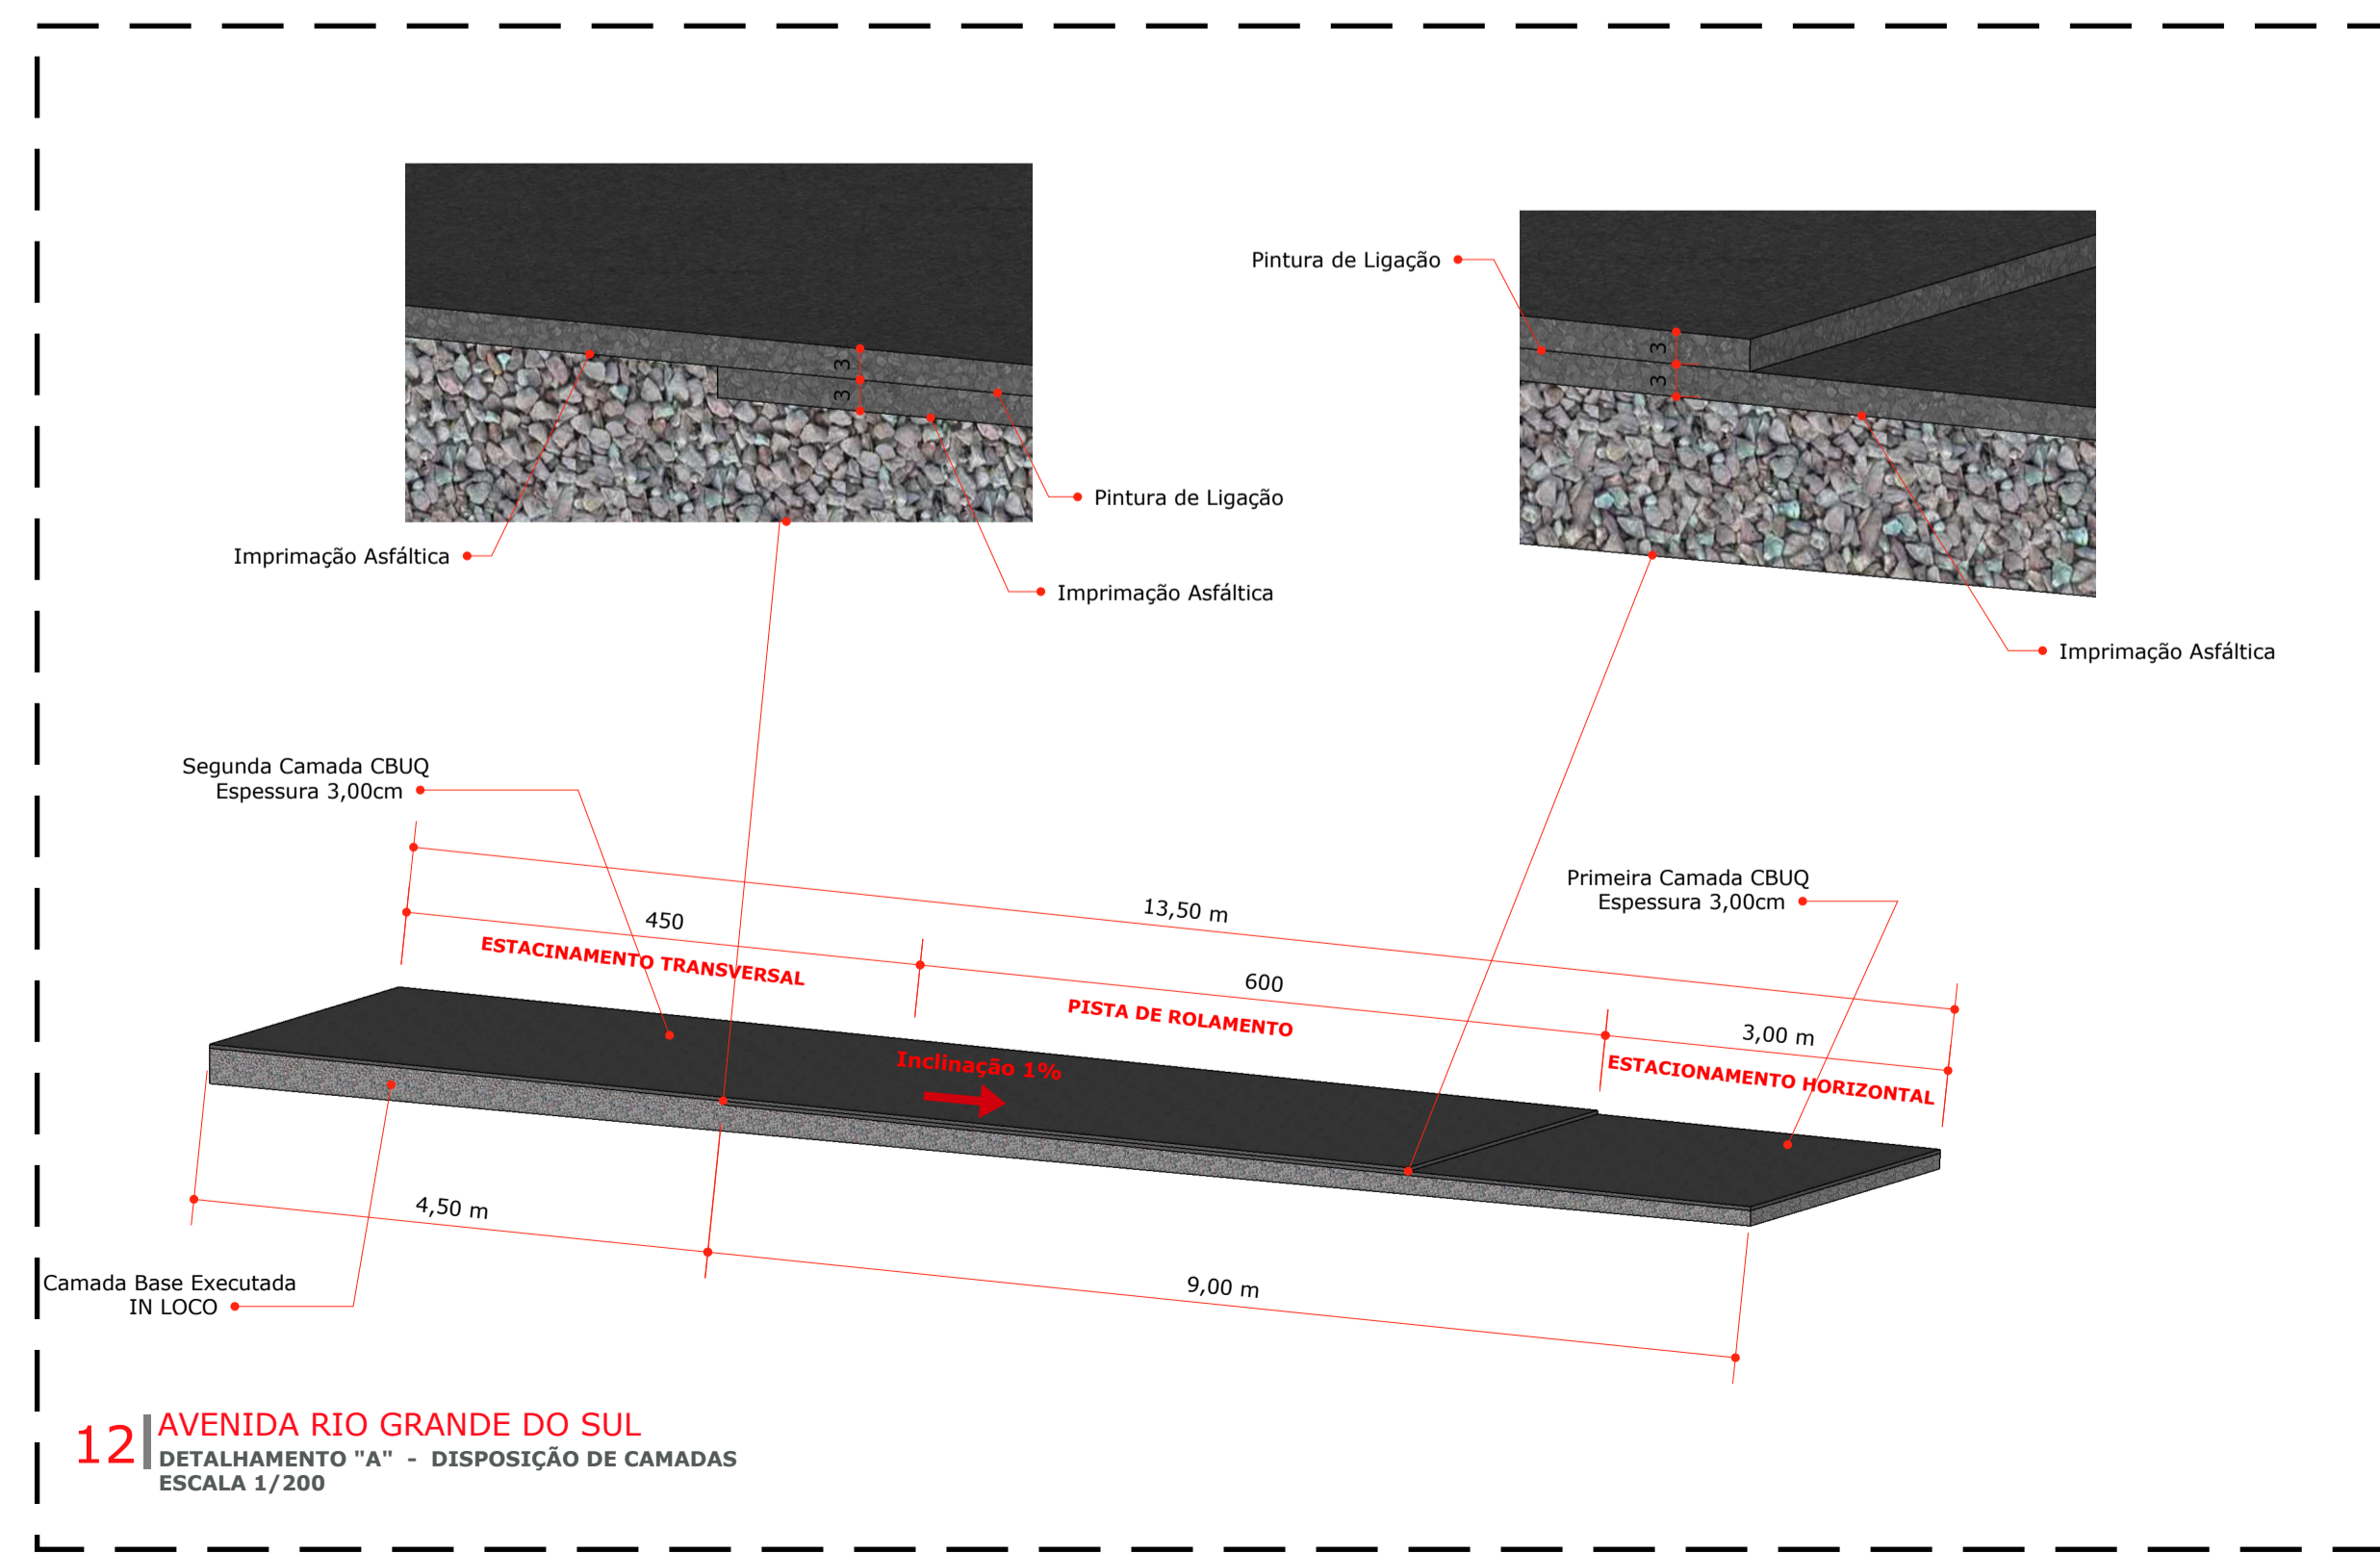 Pintura de Ligação
3
3
3
3
Pintura de Ligação
Imprimação Asfáltica
Imprimação Asfáltica
Imprimação Asfáltica
Segunda Camada CBUQ
Espessura 3,00cm
Primeira Camada CBUQ
Espessura 3,00cm
13,50 m
450
ESTACINAMENTO TRANSVERSAL
600
PISTA DE ROLAMENTO
3,00 m
ESTACIONAMENTO HORIZONTAL
Inclinação 1%
4,50 m
9,00 m
Camada Base Executada
IN LOCO
12
AVENIDA RIO GRANDE DO SUL
DETALHAMENTO "A" - DISPOSIÇÃO DE CAMADAS
ESCALA 1/200